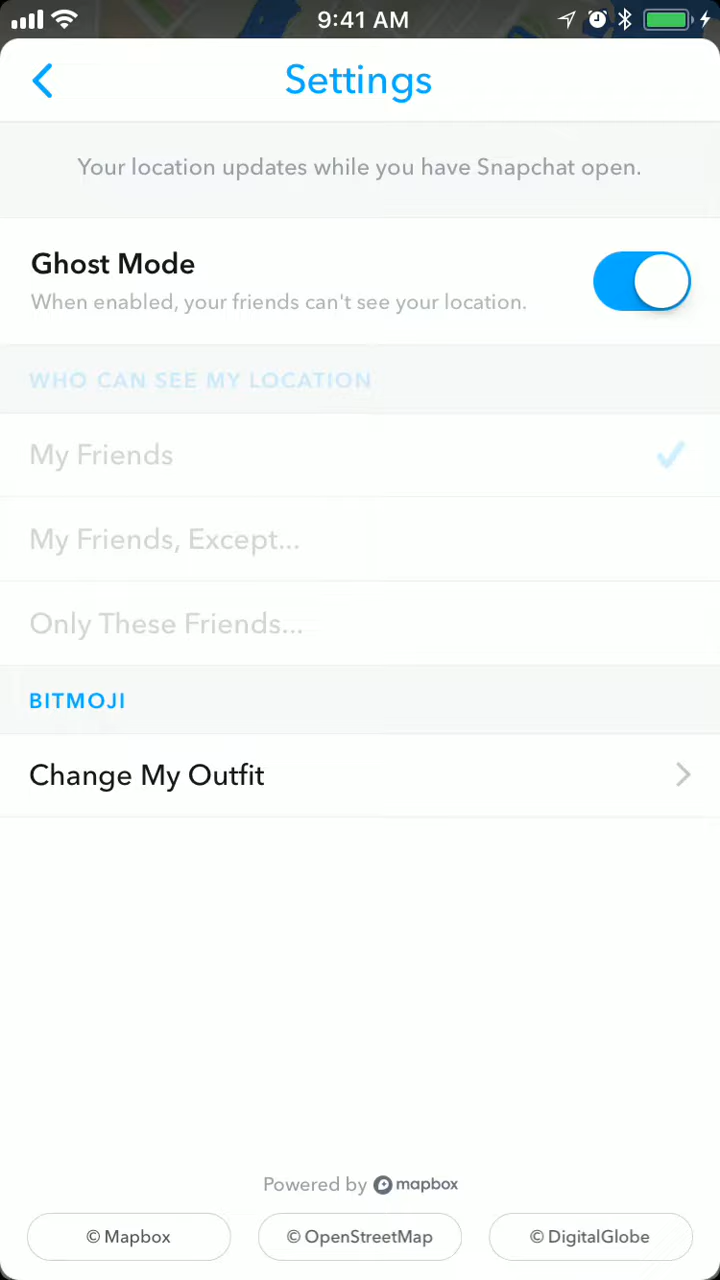 9:41 AM
Settings
Your location updates while you have Snapchat open.
Ghost Mode
When enabled, your friends can't see your location.
WHO CAN SEE MY LOCATION
My Friends
My Friends, Except...
Only These Friends...
BITMOJI
Change My Outfit
Powered by mapbox
© Mapbox
© OpenStreetMap
© DigitalGlobe